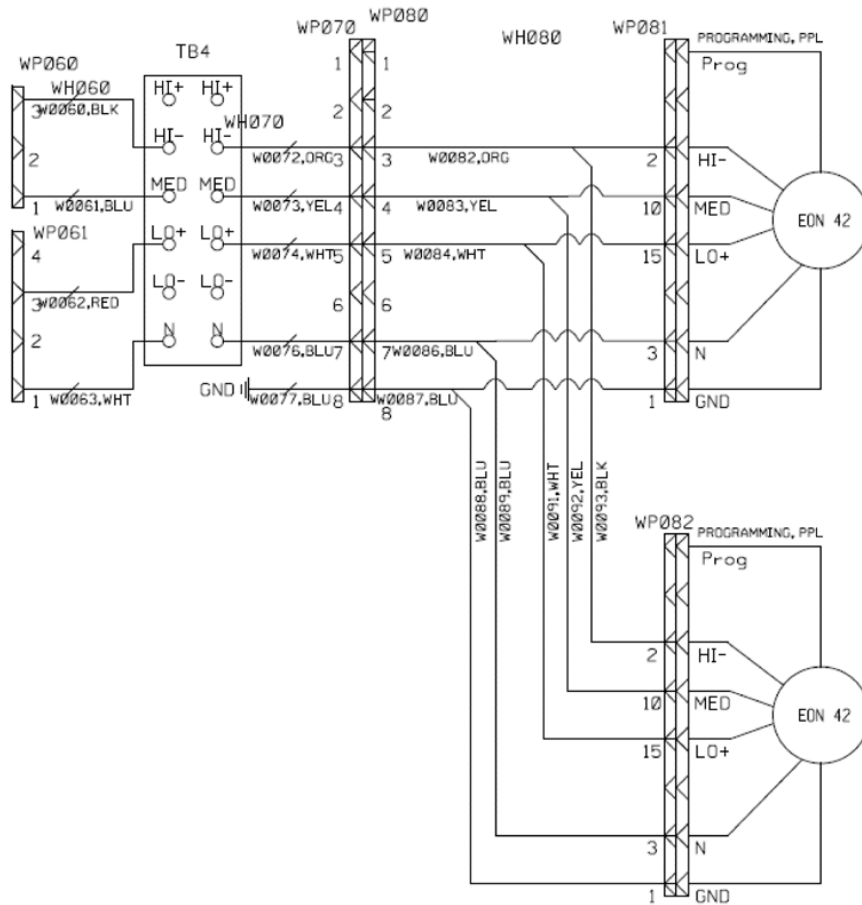 WP060
WH060
3
W0060,BLK
2
1
W0061,BLU
WP061
4
3
W0062,RED
2
1
W0063,WHT
TB4
HI+ HI+
HI- HI-
MED MED
LO+ LO+
LO- LO-
N N
GND
WH070
W0072,ORG
W0073,YEL
W0074,WHT
W0076,BLU
W0077,BLU
WP070
1
2
3
4
5
6
7
8
WP080
1
2
3
4
5
6
7
8
WH080
W0082,ORG
W0083,YEL
W0084,WHT
W0086,BLU
W0087,BLU
W0088,BLU
W0089,BLU
W0091,WHT
W0092,YEL
W0093,BLK
WP081
PROGRAMMING, PPL
Prog
2 HI-
10 MED
15 LO+
3 N
1 GND
EON 42
WP082
PROGRAMMING, PPL
Prog
2 HI-
10 MED
15 LO+
3 N
1 GND
EON 42